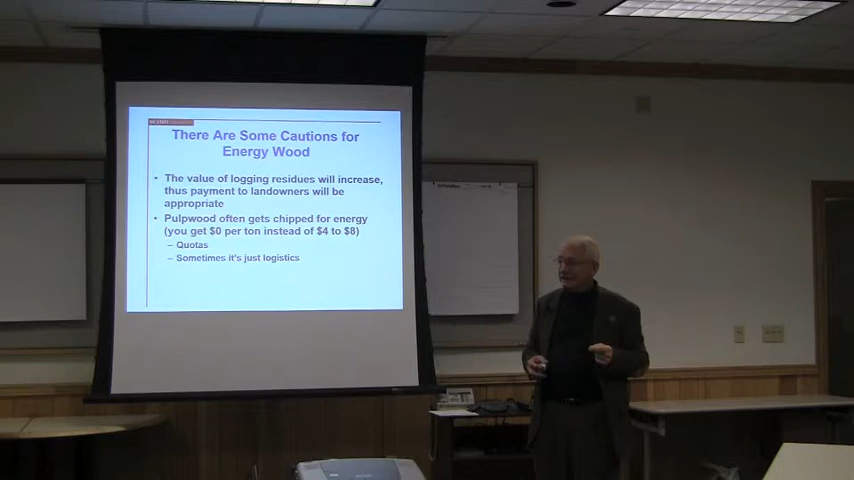 NC STATE
There Are Some Cautions for
Energy Wood
• The value of logging residues will increase,
thus payment to landowners will be
appropriate
• Pulpwood often gets chipped for energy
(you get $0 per ton instead of $4 to $8)
– Quotas
– Sometimes it's just logistics